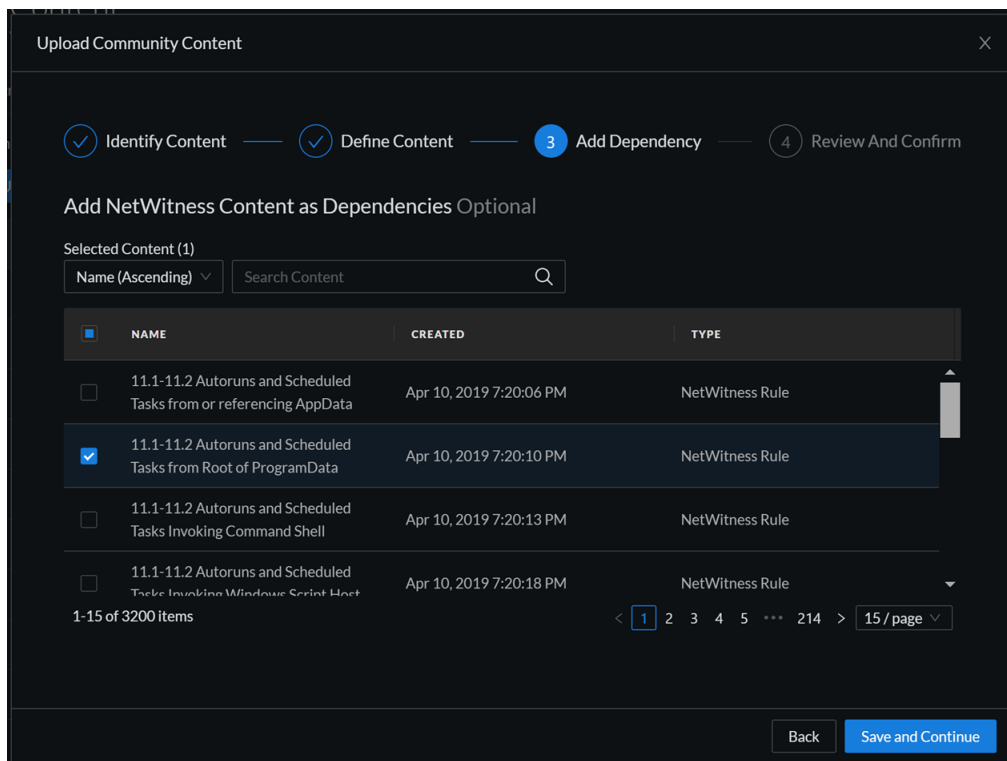 Upload Community Content
Identify Content
Define Content
3 Add Dependency
4 Review And Confirm
Add NetWitness Content as Dependencies Optional
Selected Content (1)
Name (Ascending)
Search Content
NAME CREATED TYPE
11.1-11.2 Autoruns and Scheduled
Tasks from or referencing AppData
Apr 10, 2019 7:20:06 PM
NetWitness Rule
11.1-11.2 Autoruns and Scheduled
Tasks from Root of ProgramData
Apr 10, 2019 7:20:10 PM
NetWitness Rule
11.1-11.2 Autoruns and Scheduled
Tasks Invoking Command Shell
Apr 10, 2019 7:20:13 PM
NetWitness Rule
11.1-11.2 Autoruns and Scheduled
Tasks Invoking Windows Script Host
Apr 10, 2019 7:20:18 PM
NetWitness Rule
1-15 of 3200 items
< 1 2 3 4 5 ••• 214 > 15 / page
Back
Save and Continue